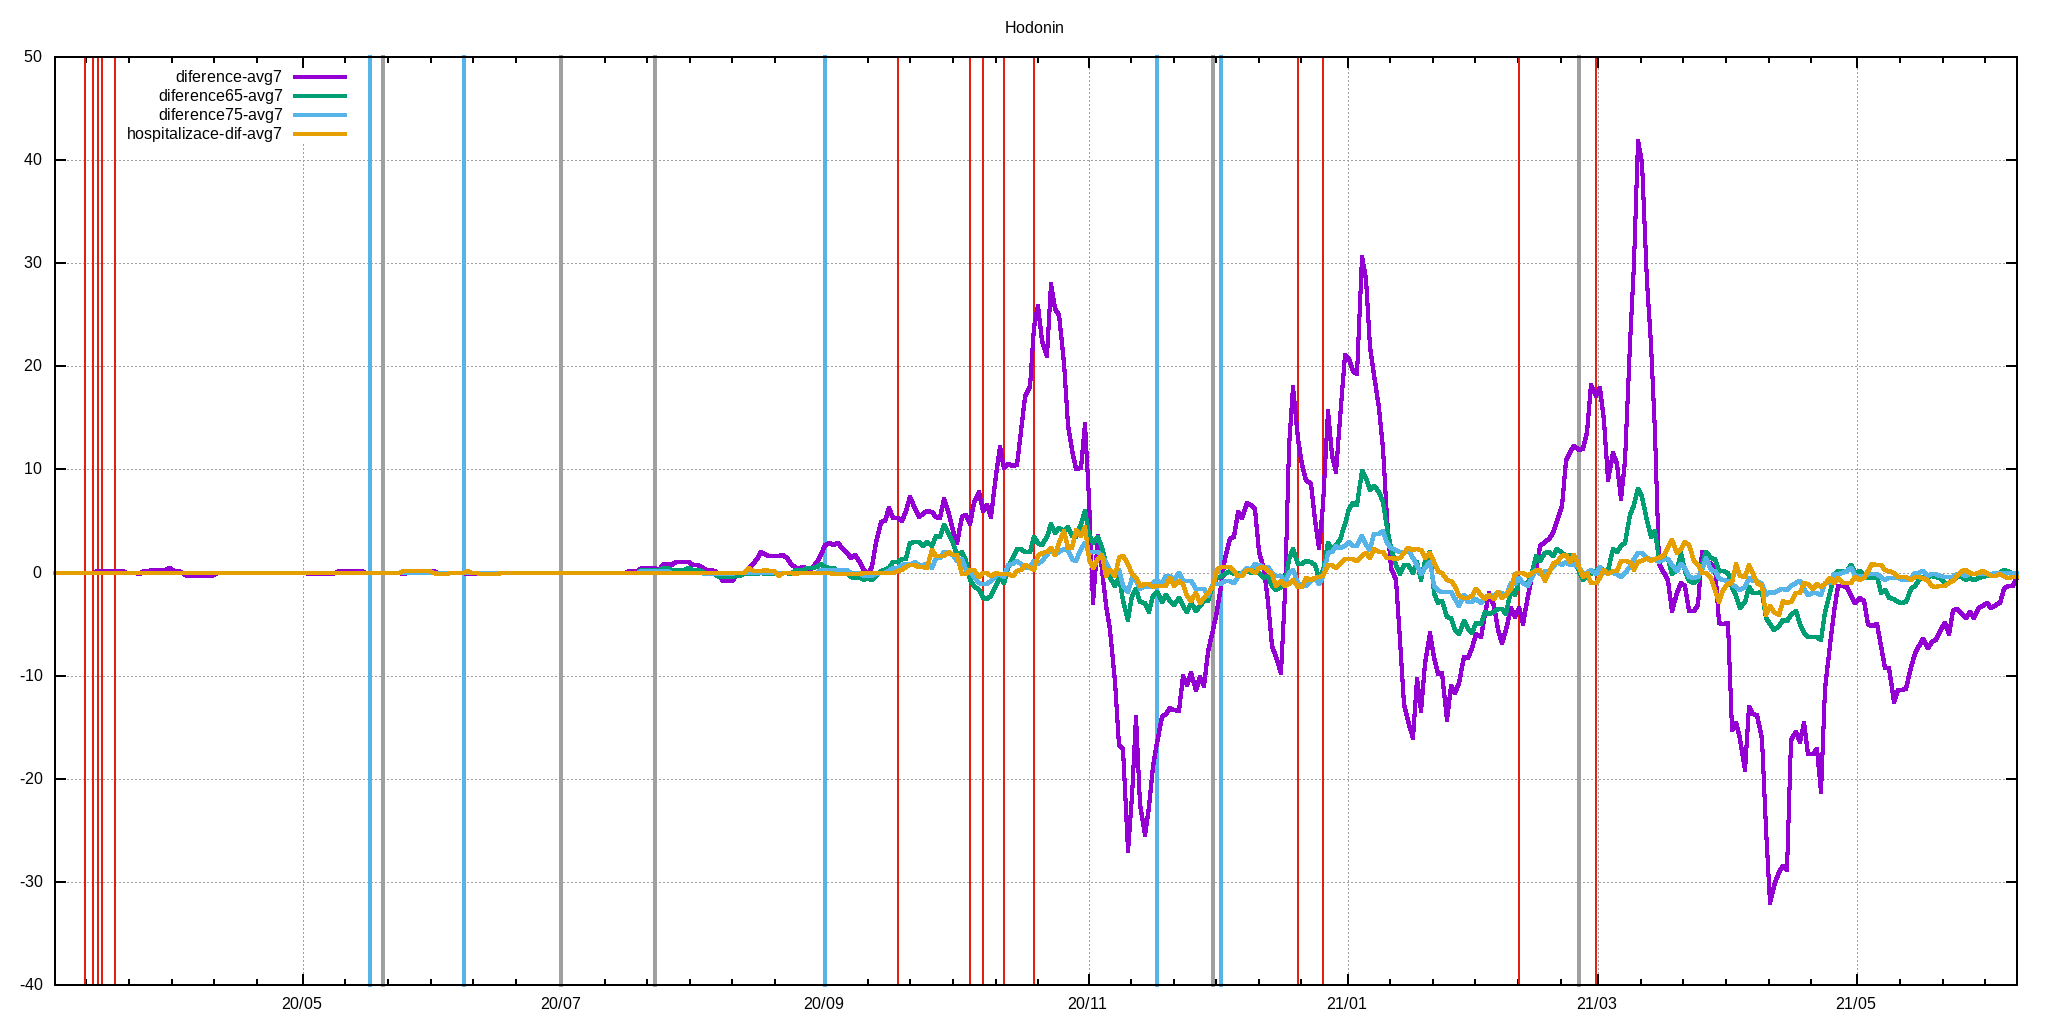 Hodonin
diference-avg7
diference65-avg7
diference75-avg7
hospitalizace-dif-avg7
50
40
30
20
10
0
-10
-20
-30
-40
20/05 20/07 20/09 20/11 21/01 21/03 21/05